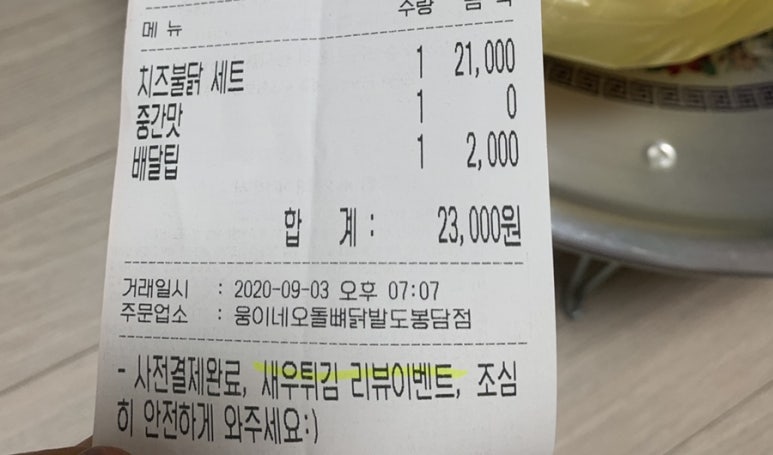 메 뉴 수량 금 액
치즈불닭 세트 1 21,000
중간맛 1 0
배달팁 1 2,000
합 계 : 23,000원
거래일시 : 2020-09-03 오후 07:07
주문업소 : 웅이네오돌뼈닭발도봉담점
- 사전결제완료, 새우튀김 리뷰이벤트, 조심
히 안전하게 와주세요:)